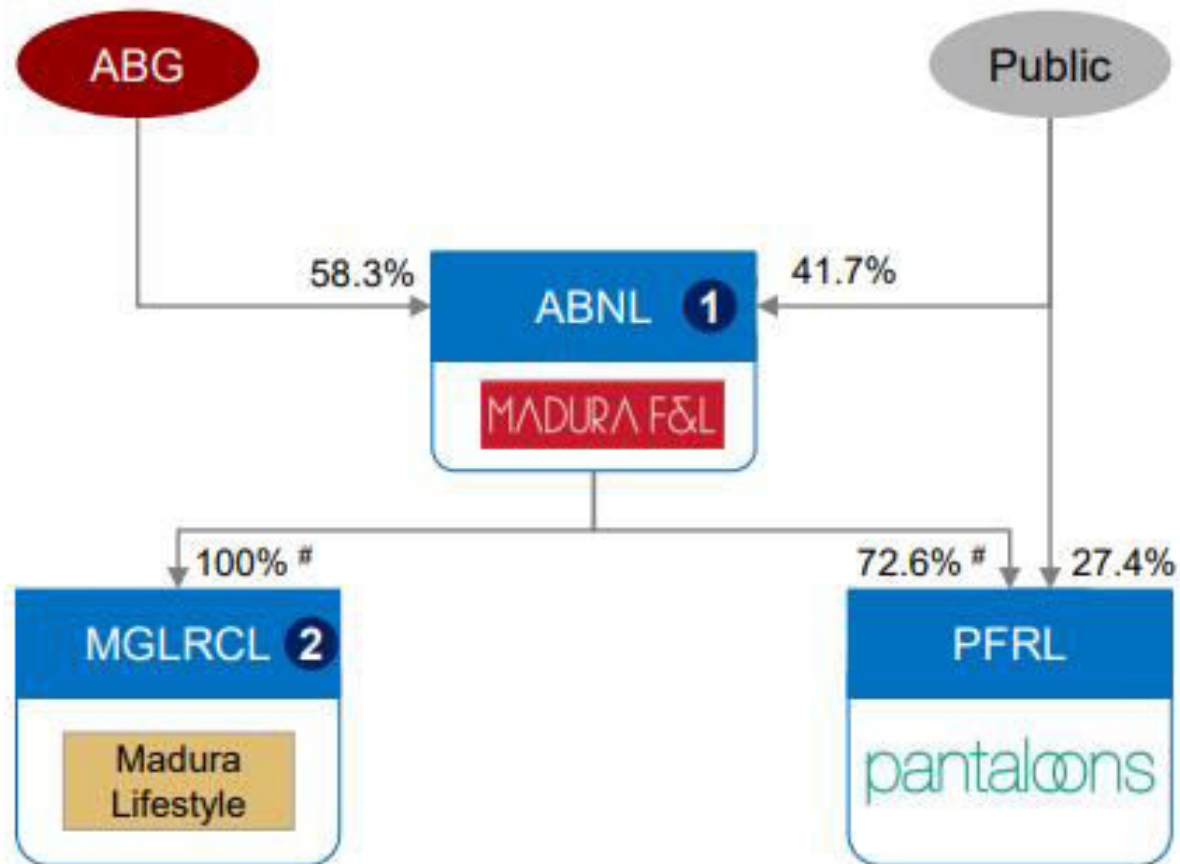 ABG
Public
58.3%
41.7%
ABNL 1
MADURA F&L
100% #
72.6% #
27.4%
MGLRCL 2
PFRL
Madura
Lifestyle
pantaloons